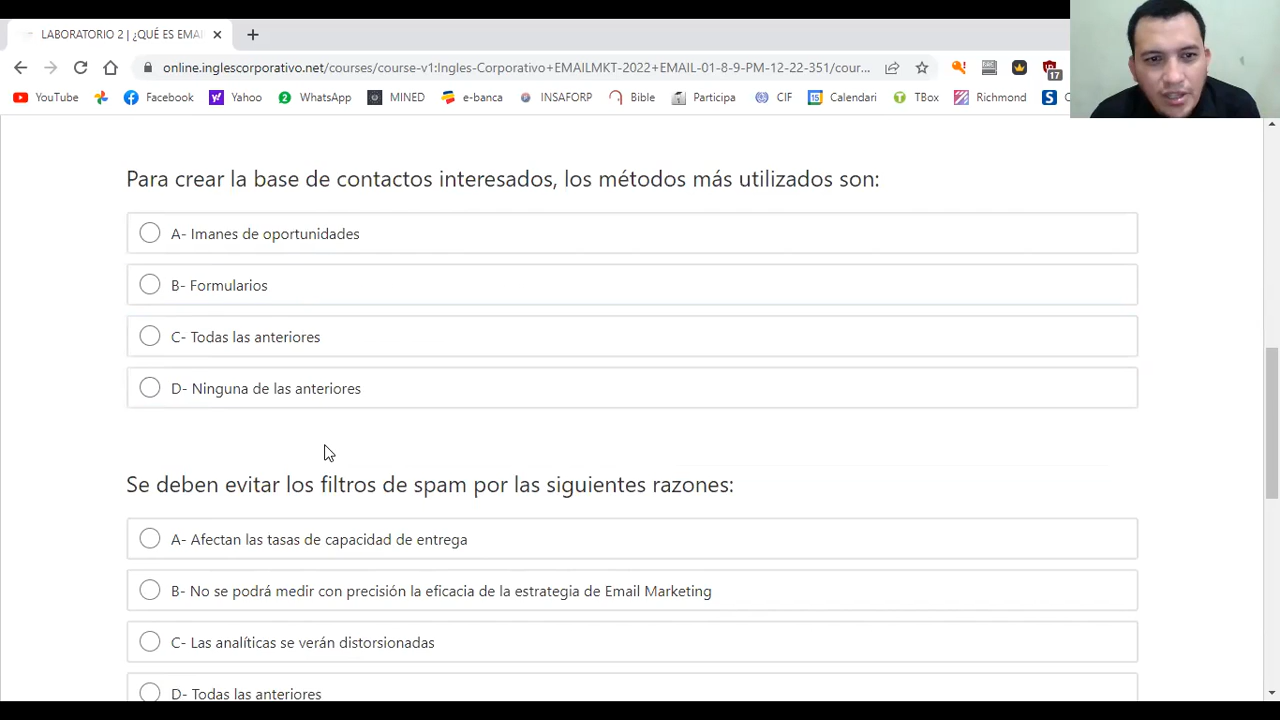 LABORATORIO 2 | ¿QUÉ ES EMA
online.inglescorporativo.net/courses/course-v1:Ingles-Corporativo+EMAILMKT-2022+EMAIL-01-8-9-PM-12-22-351/cour...
17
YouTube Facebook Yahoo WhatsApp MINED e-banca INSAFORP Bible Participa CIF Calendari TBox Richmond
Para crear la base de contactos interesados, los métodos más utilizados son:
A- Imanes de oportunidades
B- Formularios
C- Todas las anteriores
D- Ninguna de las anteriores
Se deben evitar los filtros de spam por las siguientes razones:
A- Afectan las tasas de capacidad de entrega
B- No se podrá medir con precisión la eficacia de la estrategia de Email Marketing
C- Las analíticas se verán distorsionadas
D- Todas las anteriores